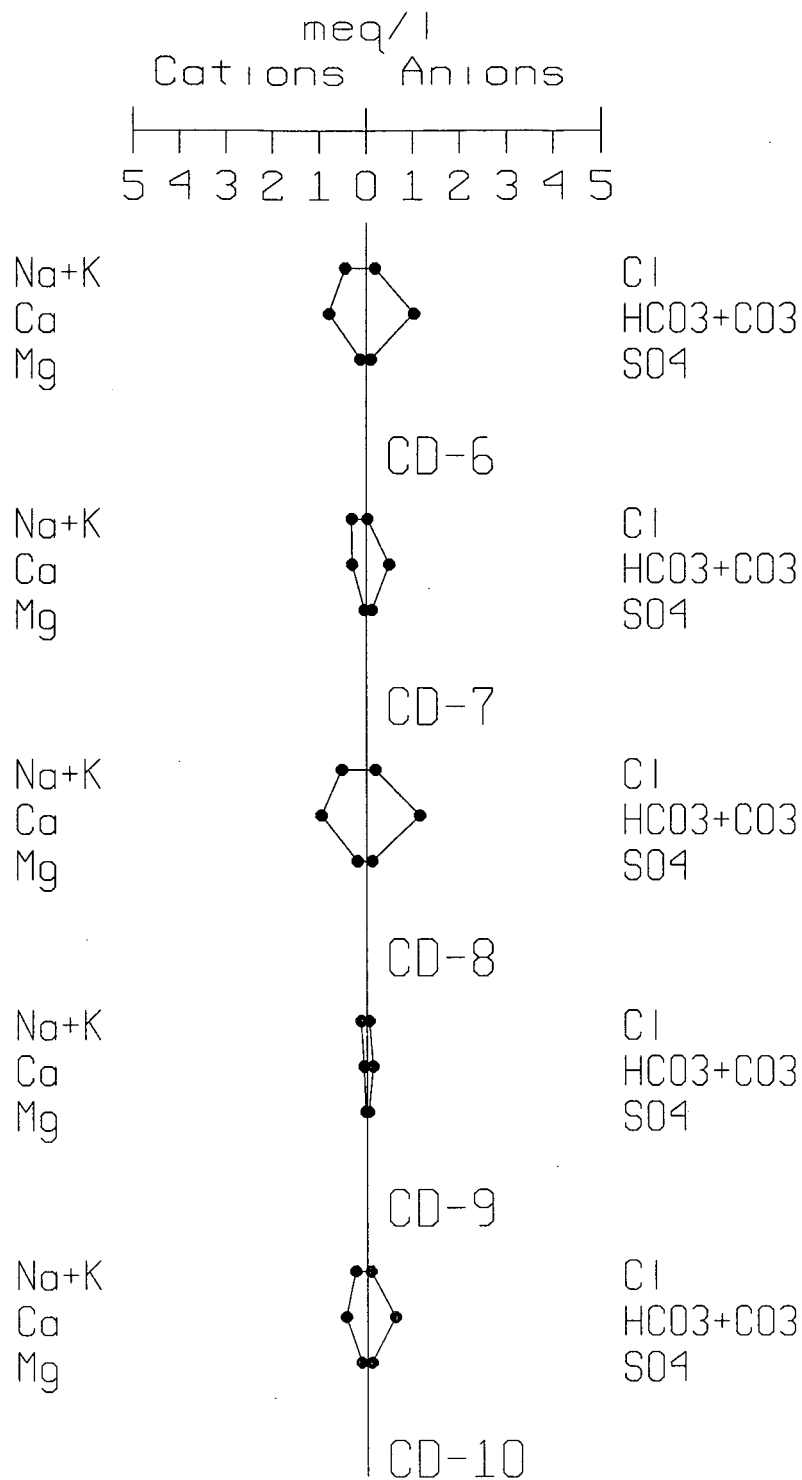 meq/l
Cations Anions
5 4 3 2 1 0 1 2 3 4 5
Na+K Cl
Ca HCO3+CO3
Mg SO4
CD-6
Na+K Cl
Ca HCO3+CO3
Mg SO4
CD-7
Na+K Cl
Ca HCO3+CO3
Mg SO4
CD-8
Na+K Cl
Ca HCO3+CO3
Mg SO4
CD-9
Na+K Cl
Ca HCO3+CO3
Mg SO4
CD-10